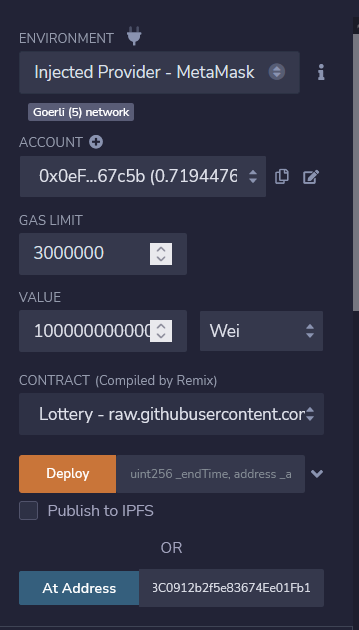 ENVIRONMENT
Injected Provider - MetaMask
Goerli (5) network
ACCOUNT
0x0eF...67c5b (0.7194476
GAS LIMIT
3000000
VALUE
100000000000
Wei
CONTRACT (Compiled by Remix)
Lottery - raw.githubusercontent.cor
Deploy
uint256 _endTime, address _a
Publish to IPFS
OR
At Address
3C0912b2f5e83674Ee01Fb1